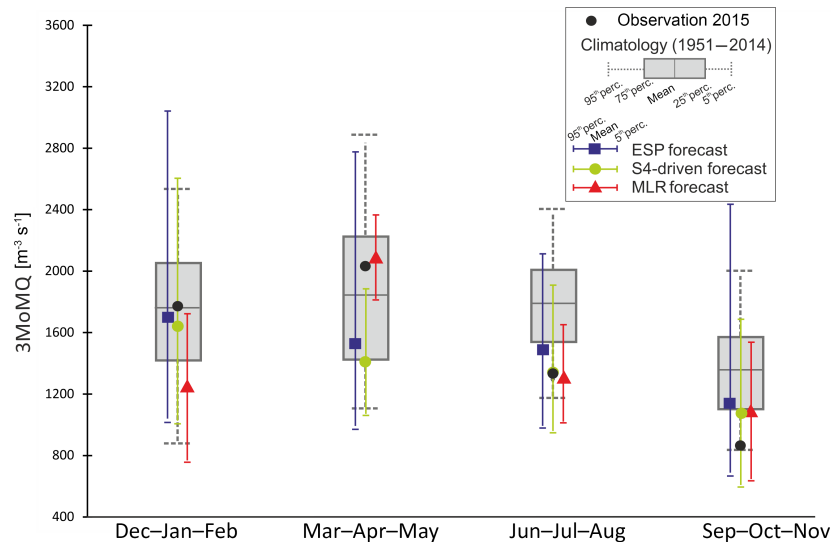 3600
3200
2800
2400
2000
1600
1200
800
400
3MoMQ [m⁻³ s⁻¹]
Observation 2015
Climatology (1951—2014)
95th perc.
75th perc.
Mean
25th perc.
5th perc.
95th perc.
Mean
5th perc.
ESP forecast
S4-driven forecast
MLR forecast
Dec–Jan–Feb
Mar–Apr–May
Jun–Jul–Aug
Sep–Oct–Nov